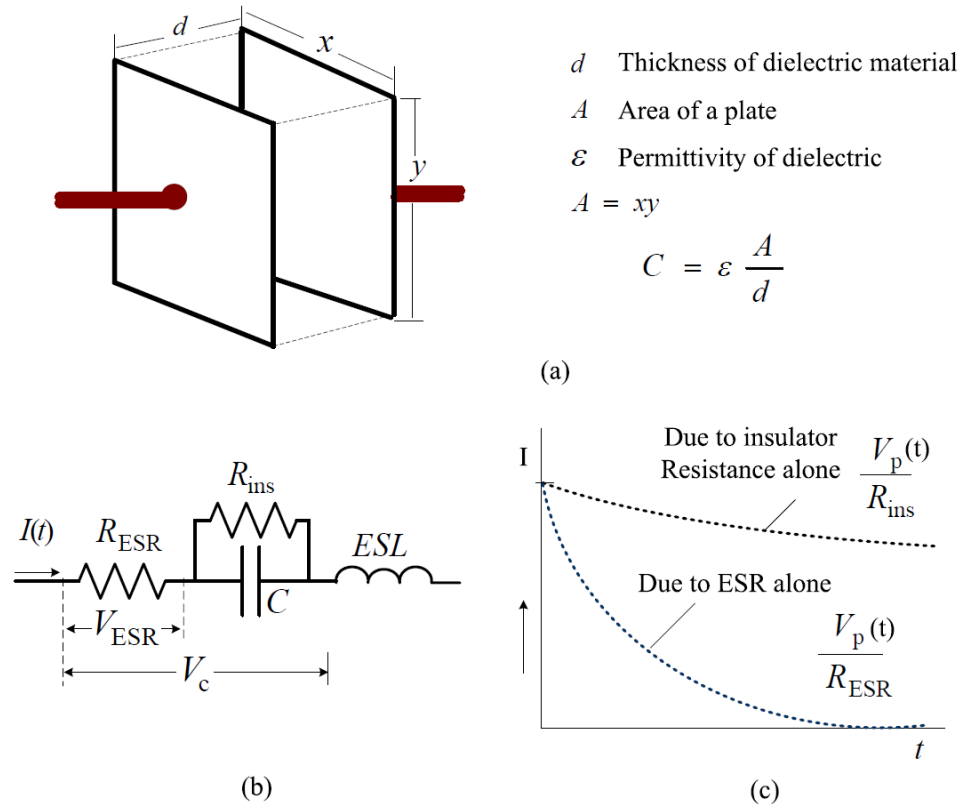 d
x
y
d Thickness of dielectric material
A Area of a plate
ε Permittivity of dielectric
A = xy
C = ε A/d
(a)
I(t)
R_ESR
R_ins
C
ESL
V_ESR
V_c
(b)
I
Due to insulator
Resistance alone
V_p(t)/R_ins
Due to ESR alone
V_p(t)/R_ESR
t
(c)